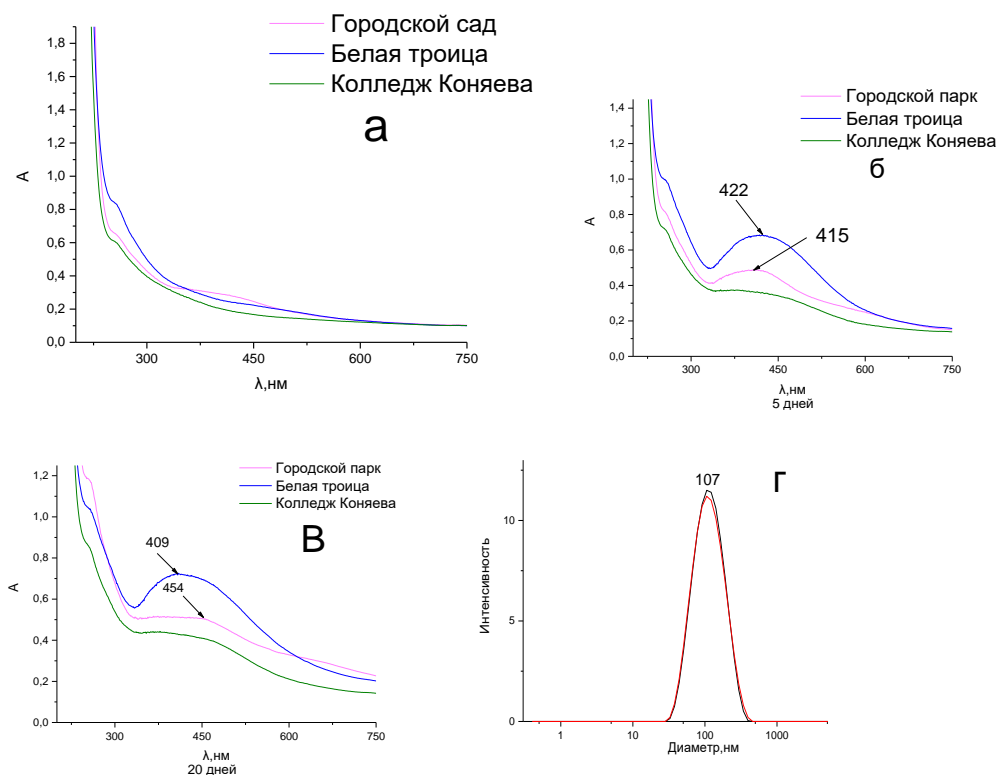 Городской сад
Белая троица
Колледж Коняева
а
1,8
1,6
1,4
1,2
1,0
0,8
0,6
0,4
0,2
0,0
A
300 450 600 750
λ,нм
Городской парк
Белая троица
Колледж Коняева
б
1,4
1,2
1,0
0,8
0,6
0,4
0,2
0,0
A
422
415
300 450 600 750
λ,нм
5 дней
Городской парк
Белая троица
Колледж Коняева
В
1,2
1,0
0,8
0,6
0,4
0,2
0,0
A
409
454
300 450 600 750
λ,нм
20 дней
107
Г
10
5
0
Интенсивность
1 10 100 1000
Диаметр,нм